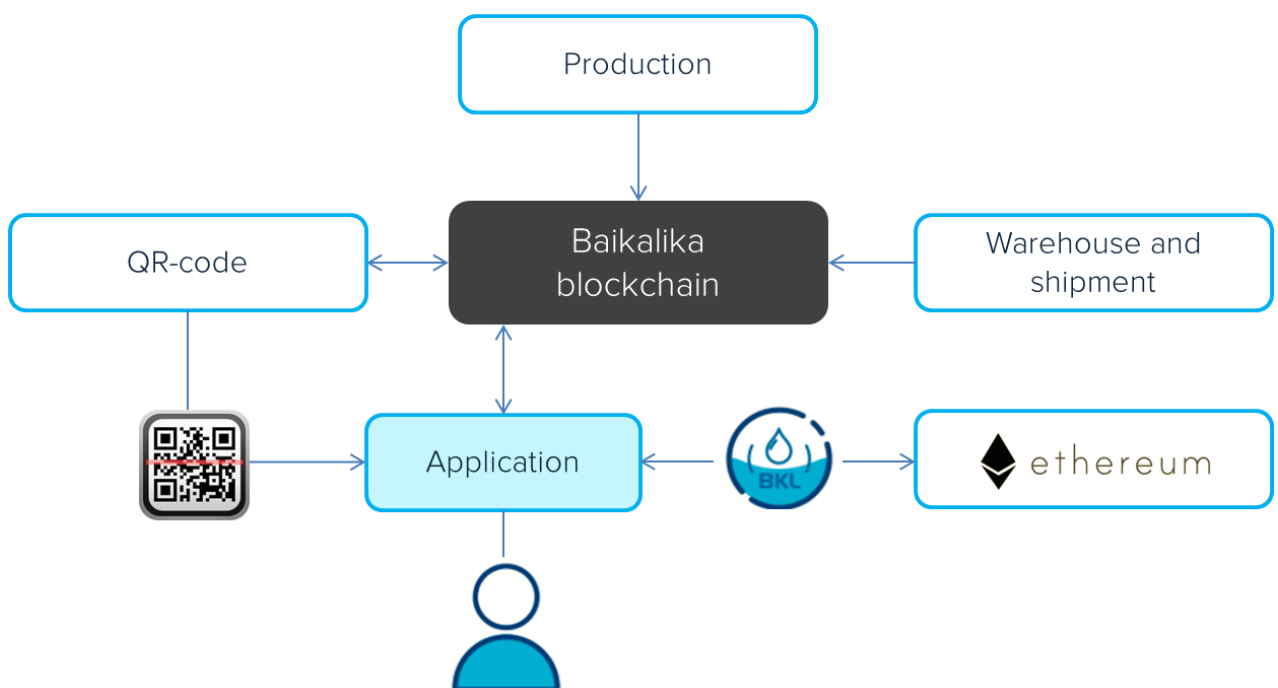 Production
Baikalika
blockchain
QR-code
Warehouse and
shipment
Application
BKL
ethereum